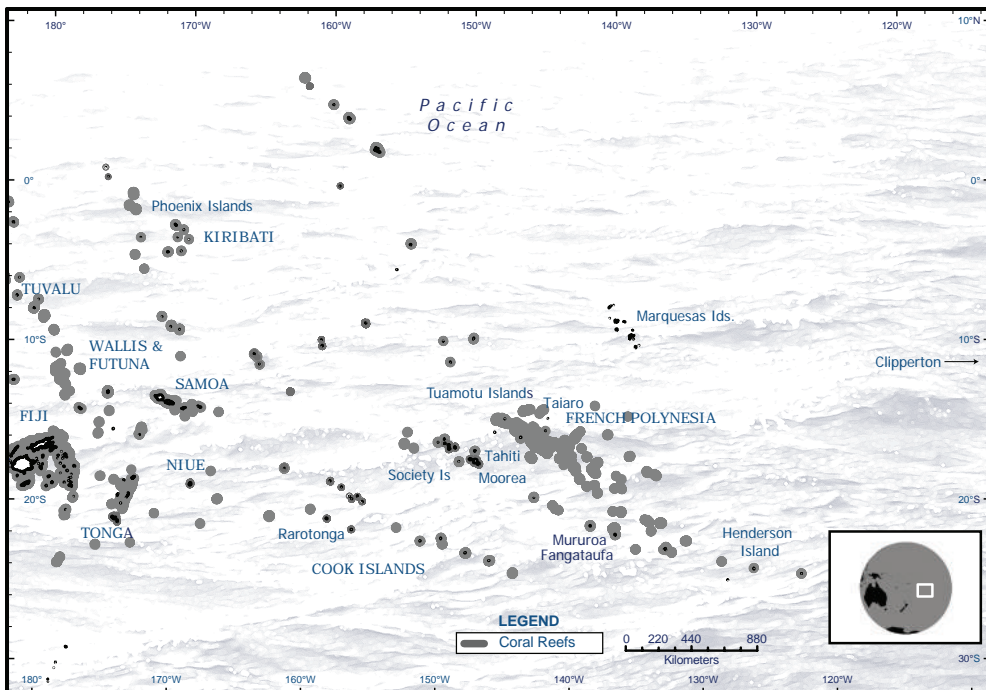 180° 170°W 160°W 150°W 140°W 130°W 120°W 10°N
Pacific
Ocean
0° 0°
Phoenix Islands
KIRIBATI
TUVALU
Marquesas Ids.
10°S 10°S
WALLIS &
FUTUNA
Clipperton
SAMOA
Tuamotu Islands
Taiaro
FIJI
FRENCH POLYNESIA
NIUE
Society Is
Tahiti
Moorea
20°S 20°S
TONGA
Rarotonga
Mururoa
Fangataufa
Henderson
Island
COOK ISLANDS
LEGEND
Coral Reefs
0 220 440 880
Kilometers
30°S 30°S
180° 170°W 160°W 150°W 140°W 130°W 120°W